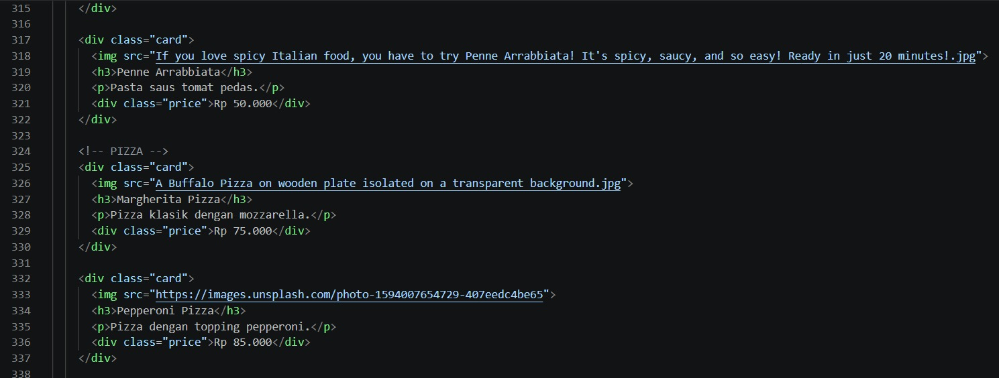 315 </div>
316
317 <div class="card">
318 <img src="If you love spicy Italian food, you have to try Penne Arrabbiata! It's spicy, saucy, and so easy! Ready in just 20 minutes!.jpg">
319 <h3>Penne Arrabbiata</h3>
320 <p>Pasta saus tomat pedas.</p>
321 <div class="price">Rp 50.000</div>
322 </div>
323
324 <!-- PIZZA -->
325 <div class="card">
326 <img src="A Buffalo Pizza on wooden plate isolated on a transparent background.jpg">
327 <h3>Margherita Pizza</h3>
328 <p>Pizza klasik dengan mozzarella.</p>
329 <div class="price">Rp 75.000</div>
330 </div>
331
332 <div class="card">
333 <img src="https://images.unsplash.com/photo-1594007654729-407eedc4be65">
334 <h3>Pepperoni Pizza</h3>
335 <p>Pizza dengan topping pepperoni.</p>
336 <div class="price">Rp 85.000</div>
337 </div>
338